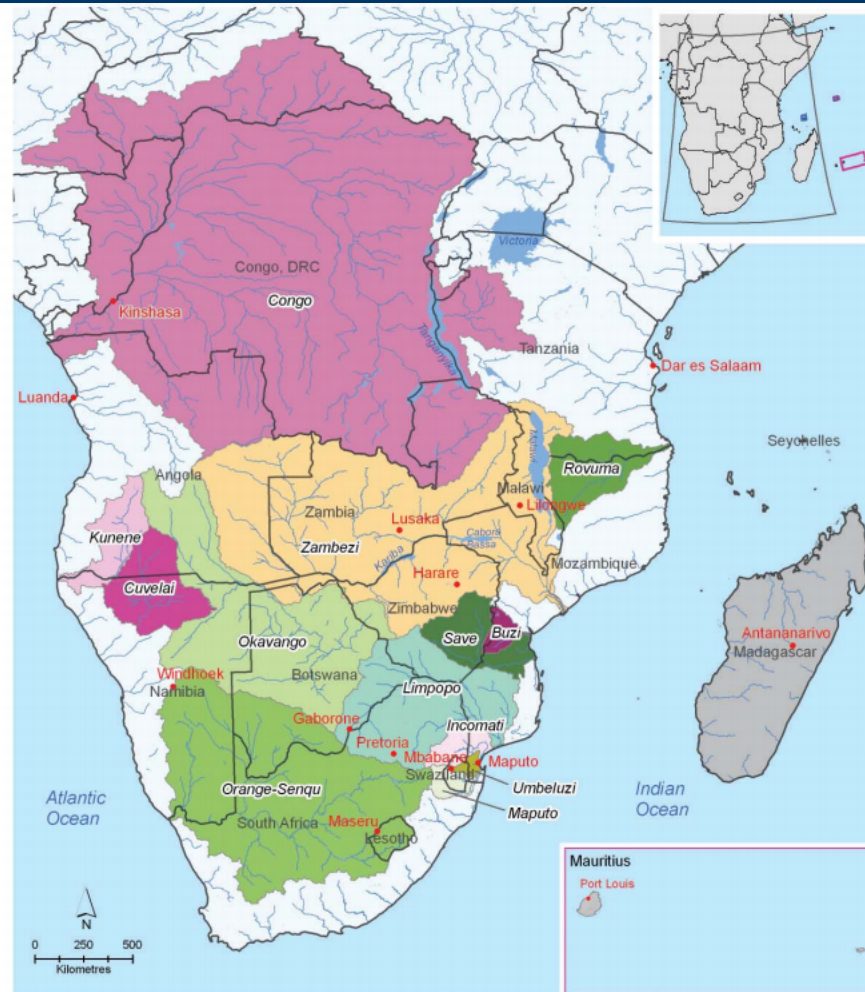 Victoria
Congo, DRC
Congo
Kinshasa
Tanganyika
Tanzania
Dar es Salaam
Luanda
Seychelles
Rovuma
Angola
Malawi
Lilongwe
Zambia
Lusaka
Kunene
Zambezi
Cabora
Bassa
Kariba
Mozambique
Harare
Cuvelai
Zimbabwe
Save
Buzi
Okavango
Antananarivo
Madagascar
Windhoek
Namibia
Botswana
Limpopo
Gaborone
Incomati
Pretoria
Mbabane
Maputo
Swaziland
Orange-Senqu
Umbeluzi
Atlantic
Ocean
Indian
Ocean
Maputo
South Africa
Maseru
Lesotho
Mauritius
Port Louis
N
0 250 500
Kilometres